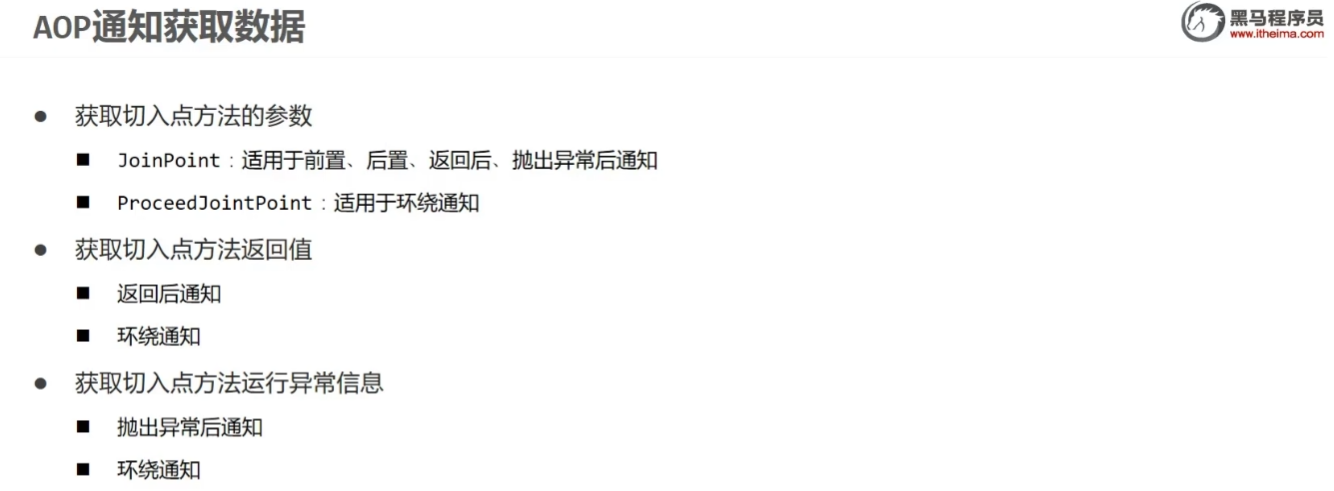 AOP通知获取数据
黑马程序员
www.itheima.com
获取切入点方法的参数
JoinPoint：适用于前置、后置、返回后、抛出异常后通知
ProceedJointPoint：适用于环绕通知
获取切入点方法返回值
返回后通知
环绕通知
获取切入点方法运行异常信息
抛出异常后通知
环绕通知